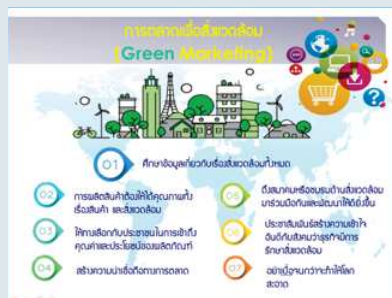 การตลาดเพื่อสิ่งแวดล้อม
(Green Marketing)
01
ศึกษาข้อมูลเกี่ยวกับเรื่องสิ่งแวดล้อมทั้งหมด
02
การผลิตสินค้าต้องให้ได้คุณภาพทั้ง
เรื่องสินค้า และสิ่งแวดล้อม
03
ให้ทางเลือกกับประชาชนในการเข้าถึง
คุณค่าและประโยชน์ของผลิตภัณฑ์
04
สร้างความน่าเชื่อถือทางการตลาด
05
ดึงสมาคมหรือชมรมด้านสิ่งแวดล้อม
มาร่วมมือกันและพัฒนาให้ดียิ่งขึ้น
06
ประชาสัมพันธ์สร้างความเข้าใจ
อันดีกับสังคมว่าธุรกิจมีการ
รักษาสิ่งแวดล้อม
07
อย่าเบื่อจนกว่าจะทำให้โลก
สะอาด